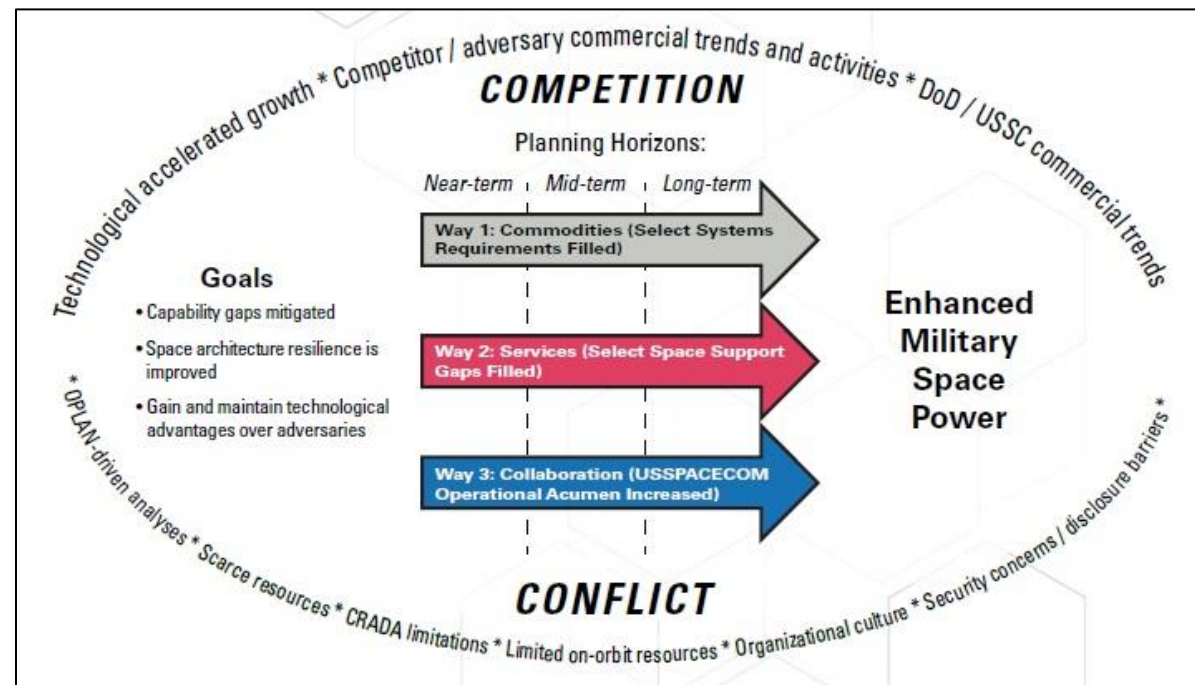 Technological accelerated growth * Competitor / adversary commercial trends and activities * DoD / USSC commercial trends
COMPETITION
Planning Horizons:
Near-term Mid-term Long-term
Way 1: Commodities (Select Systems
Requirements Filled)
Goals
• Capability gaps mitigated
• Space architecture resilience is
improved
• Gain and maintain technological
advantages over adversaries
Way 2: Services (Select Space Support
Gaps Filled)
Way 3: Collaboration (USSPACECOM
Operational Acumen Increased)
Enhanced
Military
Space
Power
CONFLICT
* OPLAN-driven analyses * Scarce resources * CRADA limitations * Limited on-orbit resources * Organizational culture * Security concerns / disclosure barriers *